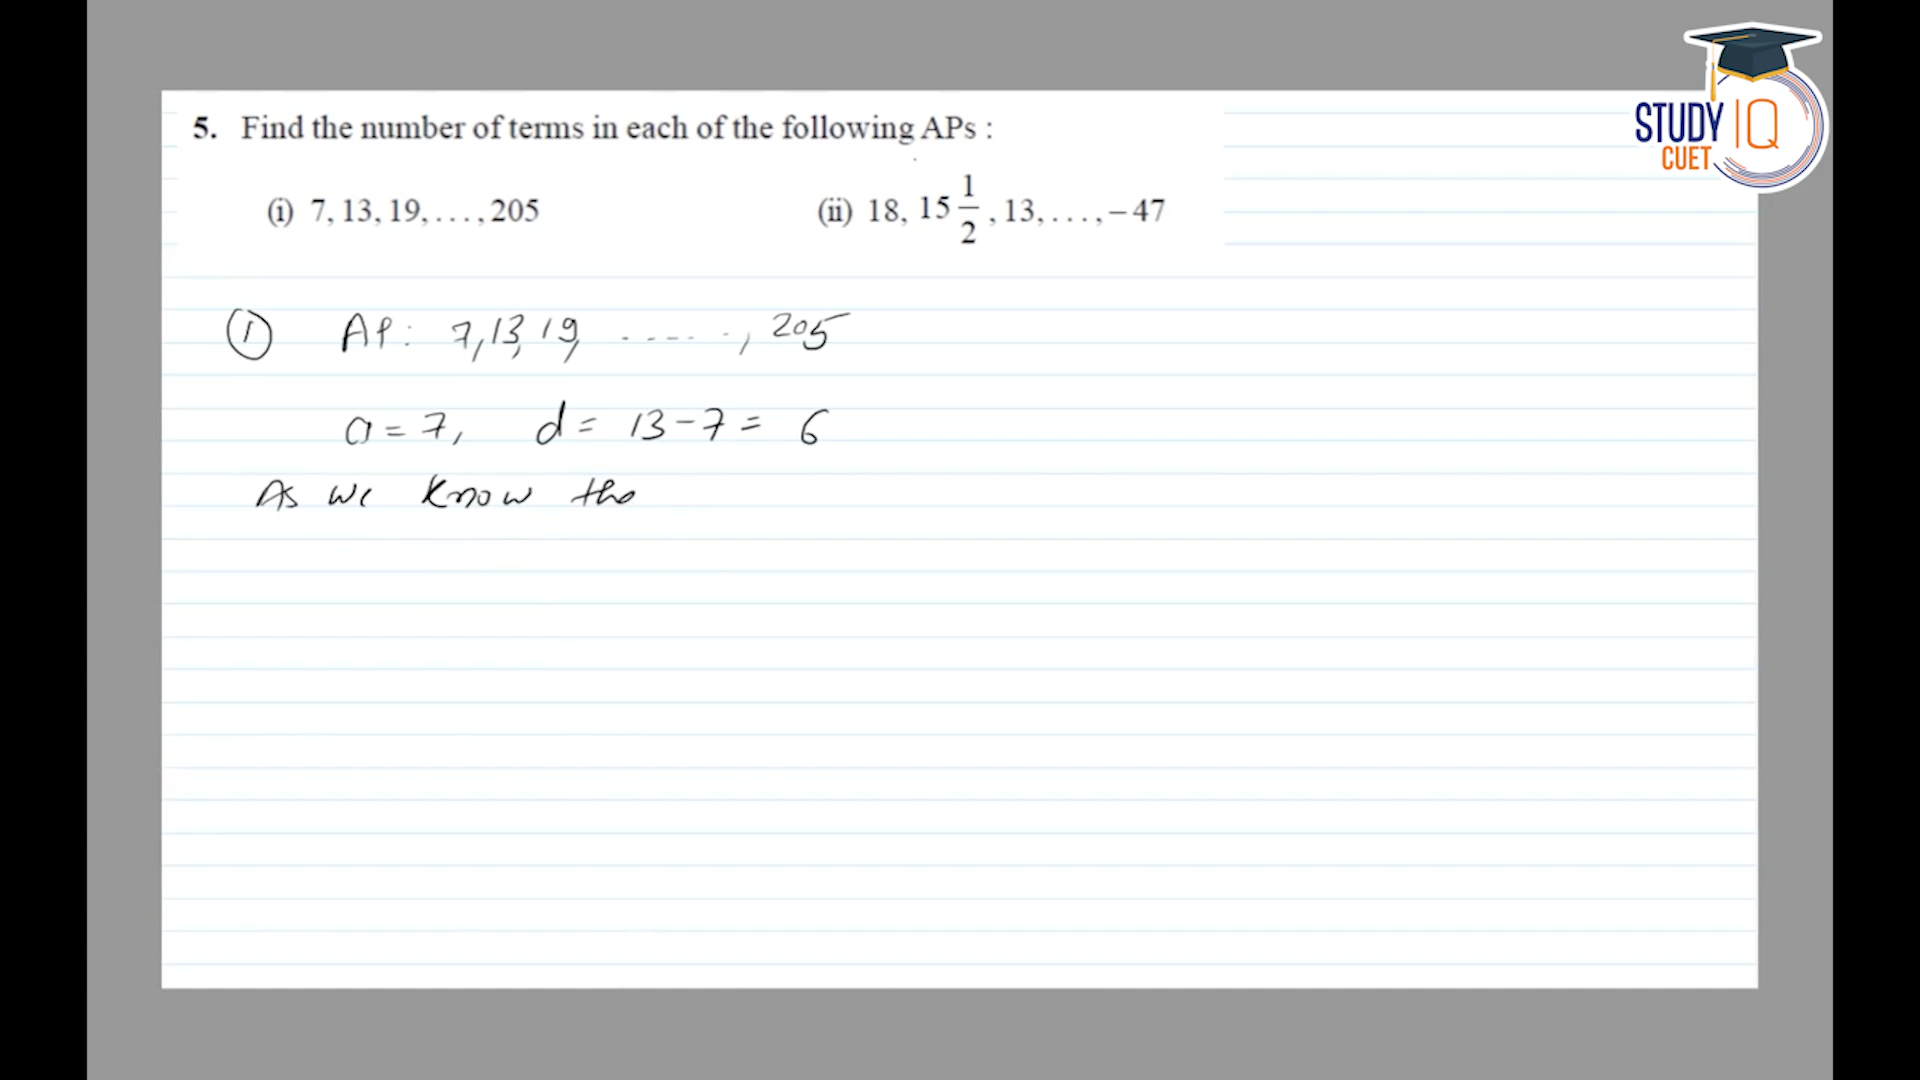 STUDY IQ
CUET
5. Find the number of terms in each of the following APs :
(i) 7, 13, 19, . . . , 205 (ii) 18, 15 1/2 , 13, . . . , – 47
① AP: 7, 13, 19, ......, 205
a = 7, d = 13 - 7 = 6
As we know the